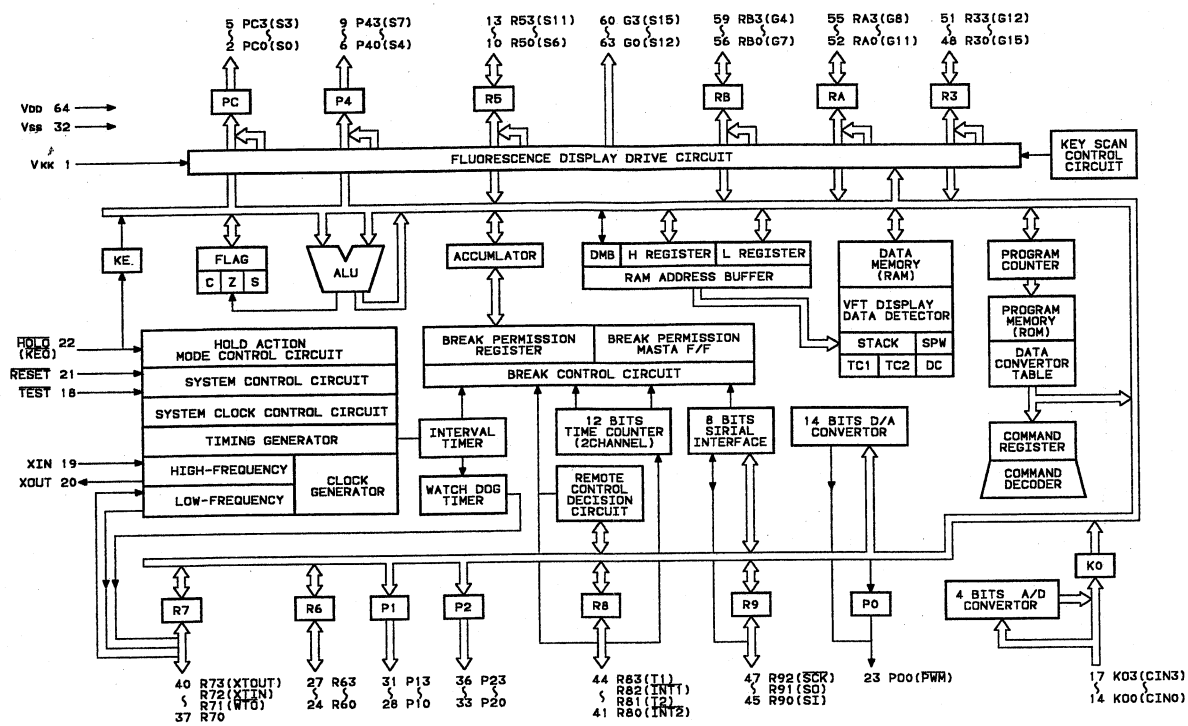 5 PC3(S3)
2 PC0(S0)
9 P43(S7)
6 P40(S4)
13 R53(S11)
10 R50(S6)
60 G3(S15)
63 G0(S12)
59 RB3(G4)
56 RB0(G7)
55 RA3(G8)
52 RA0(G11)
51 R33(G12)
48 R30(G15)
PC
P4
R5
RB
RA
R3
VDD 64
VSS 32
VKK 1
FLUORESCENCE DISPLAY DRIVE CIRCUIT
KEY SCAN
CONTROL
CIRCUIT
KE.
FLAG
C Z S
ALU
ACCUMLATOR
DMB H REGISTER L REGISTER
RAM ADDRESS BUFFER
DATA
MEMORY
(RAM)
VFT DISPLAY
DATA DETECTOR
STACK SPW
TC1 TC2 DC
PROGRAM
COUNTER
PROGRAM
MEMORY
(ROM)
DATA
CONVERTOR
TABLE
COMMAND
REGISTER
COMMAND
DECODER
HOLO 22
(KEO)
RESET 21
TEST 18
XIN 19
XOUT 20
HOLD ACTION
MODE CONTROL CIRCUIT
SYSTEM CONTROL CIRCUIT
SYSTEM CLOCK CONTROL CIRCUIT
TIMING GENERATOR
HIGH-FREQUENCY
LOW-FREQUENCY
CLOCK
GENERATOR
BREAK PERMISSION
REGISTER
BREAK PERMISSION
MASTA F/F
BREAK CONTROL CIRCUIT
INTERVAL
TIMER
WATCH DOG
TIMER
12 BITS
TIME COUNTER
(2CHANNEL)
REMOTE
CONTROL
DECISION
CIRCUIT
8 BITS
SIRIAL
INTERFACE
14 BITS D/A
CONVERTOR
R7
R6
P1
P2
R8
R9
P0
4 BITS A/D
CONVERTOR
K0
40 R73(XTOUT)
R72(XTIN)
R71(WTO)
37 R70
27 R63
24 R60
31 P13
28 P10
36 P23
33 P20
44 R83(T1)
R82(INT1)
R81(T2)
41 R80(INT2)
47 R92(SCK)
R91(SO)
45 R90(SI)
23 P00(PWM)
17 K03(CIN3)
14 K00(CIN0)